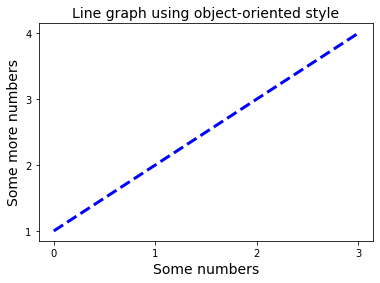 Line graph using object-oriented style
4
3
2
1
Some more numbers
0 1 2 3
Some numbers